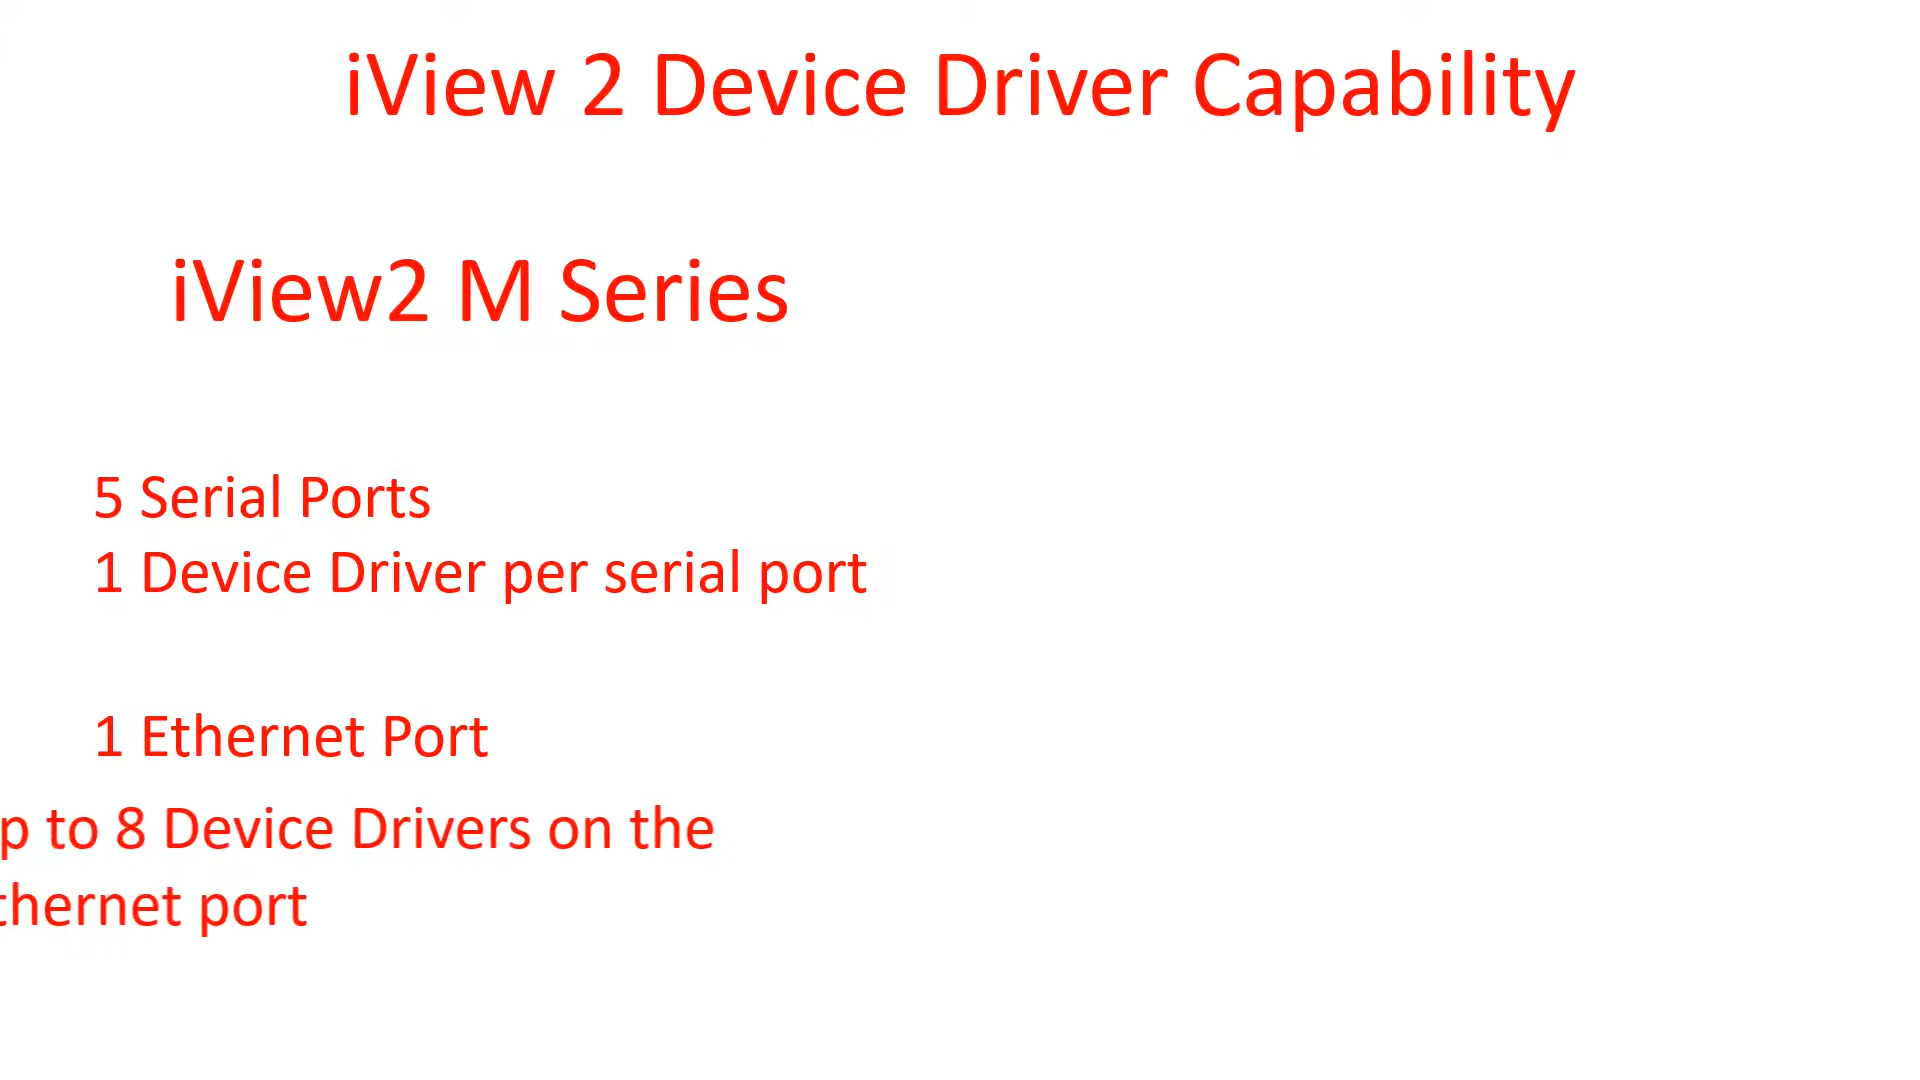 iView 2 Device Driver Capability
iView2 M Series
5 Serial Ports
1 Device Driver per serial port
1 Ethernet Port
p to 8 Device Drivers on the
thernet port